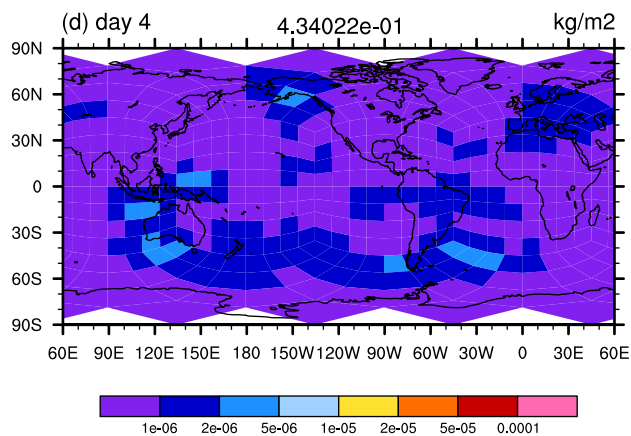 (d) day 4 4.34022e-01 kg/m2
90N
60N
30N
0
30S
60S
90S
60E 90E 120E 150E 180 150W 120W 90W 60W 30W 0 30E 60E
1e-06 2e-06 5e-06 1e-05 2e-05 5e-05 0.0001